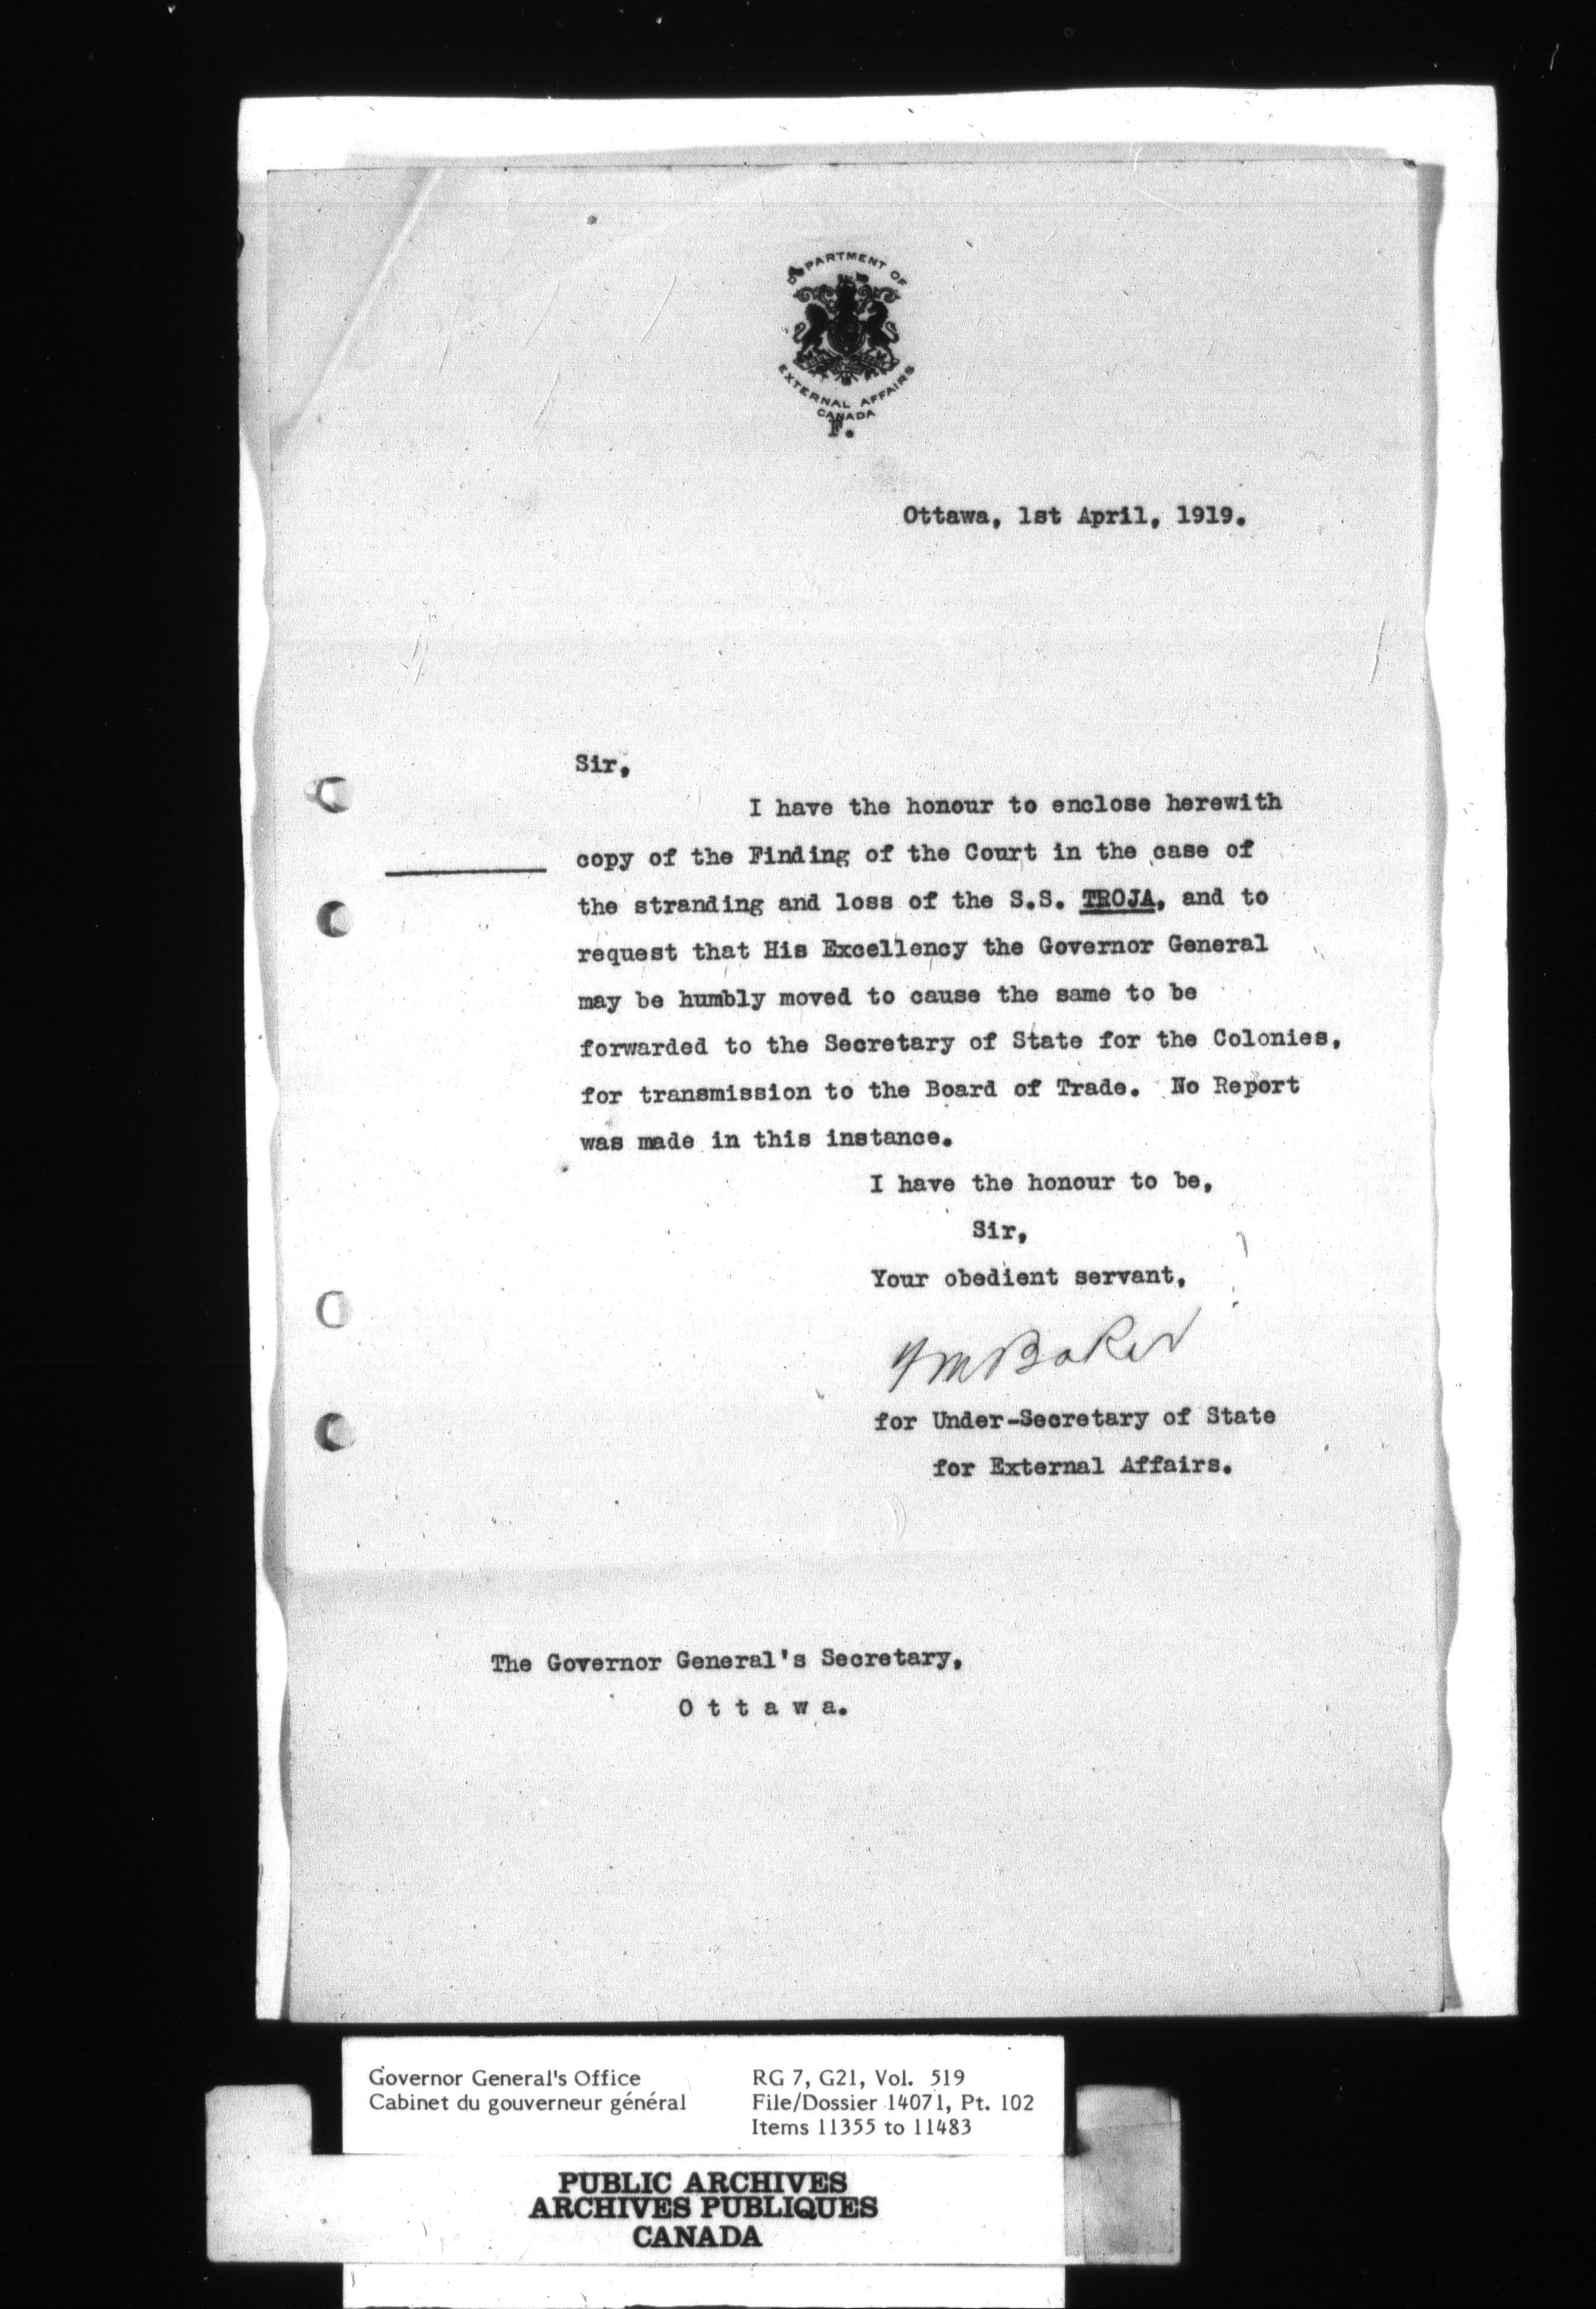 DEPARTMENT OF
EXTERNAL AFFAIRS
CANADA
F.
Ottawa, 1st April, 1919.
Sir,
I have the honour to enclose herewith
copy of the Finding of the Court in the case of
the stranding and loss of the S.S. TROJA, and to
request that His Excellency the Governor General
may be humbly moved to cause the same to be
forwarded to the Secretary of State for the Colonies,
for transmission to the Board of Trade. No Report
was made in this instance.
I have the honour to be,
Sir,
Your obedient servant,
Baker
for Under-Secretary of State
for External Affairs.
The Governor General's Secretary,
O t t a w a.
Governor General's Office
Cabinet du gouverneur général
RG 7, G21, Vol. 519
File/Dossier 14071, Pt. 102
Items 11355 to 11483
PUBLIC ARCHIVES
ARCHIVES PUBLIQUES
CANADA